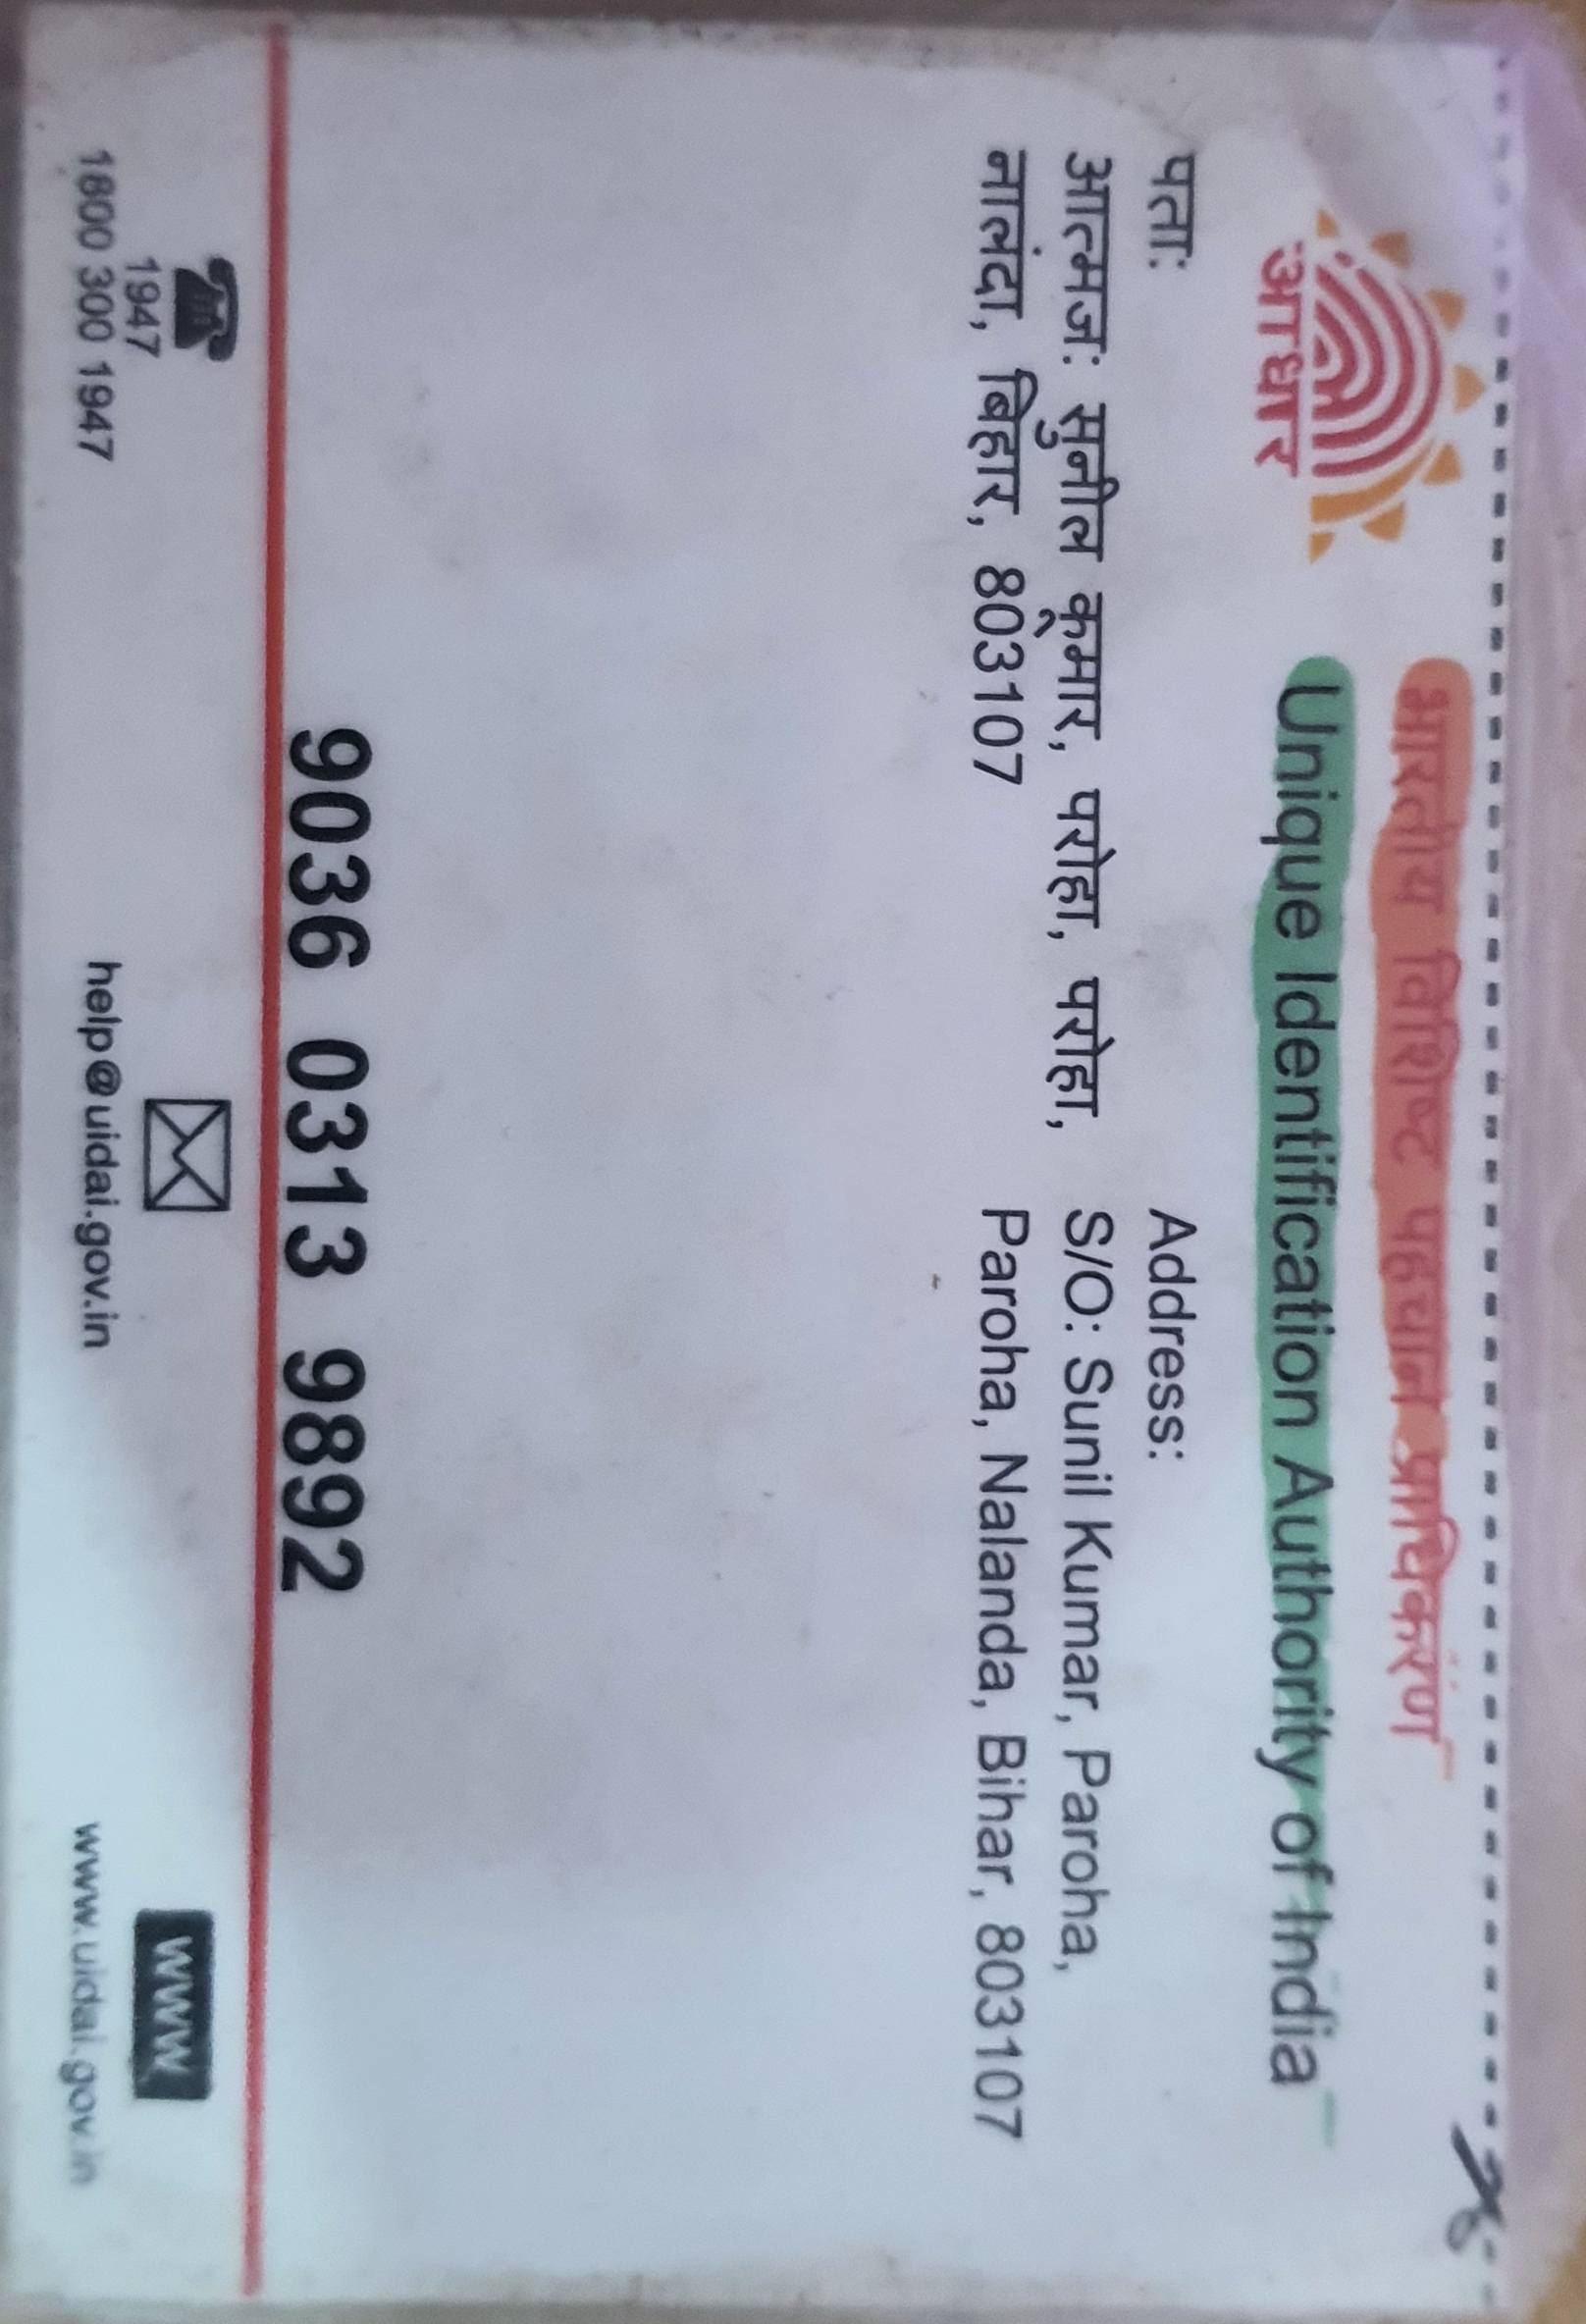 भारतीय विशिष्ट पहचान प्राधिकरण
Unique Identification Authority of India
आधार
पता:
आत्मज: सुनील कुमार, परोहा, परोहा,
नालंदा, बिहार, 803107
Address:
S/O: Sunil Kumar, Paroha,
Paroha, Nalanda, Bihar, 803107
9036 0313 9892
1947
1800 300 1947
help@uidai.gov.in
www
www.uidai.gov.in